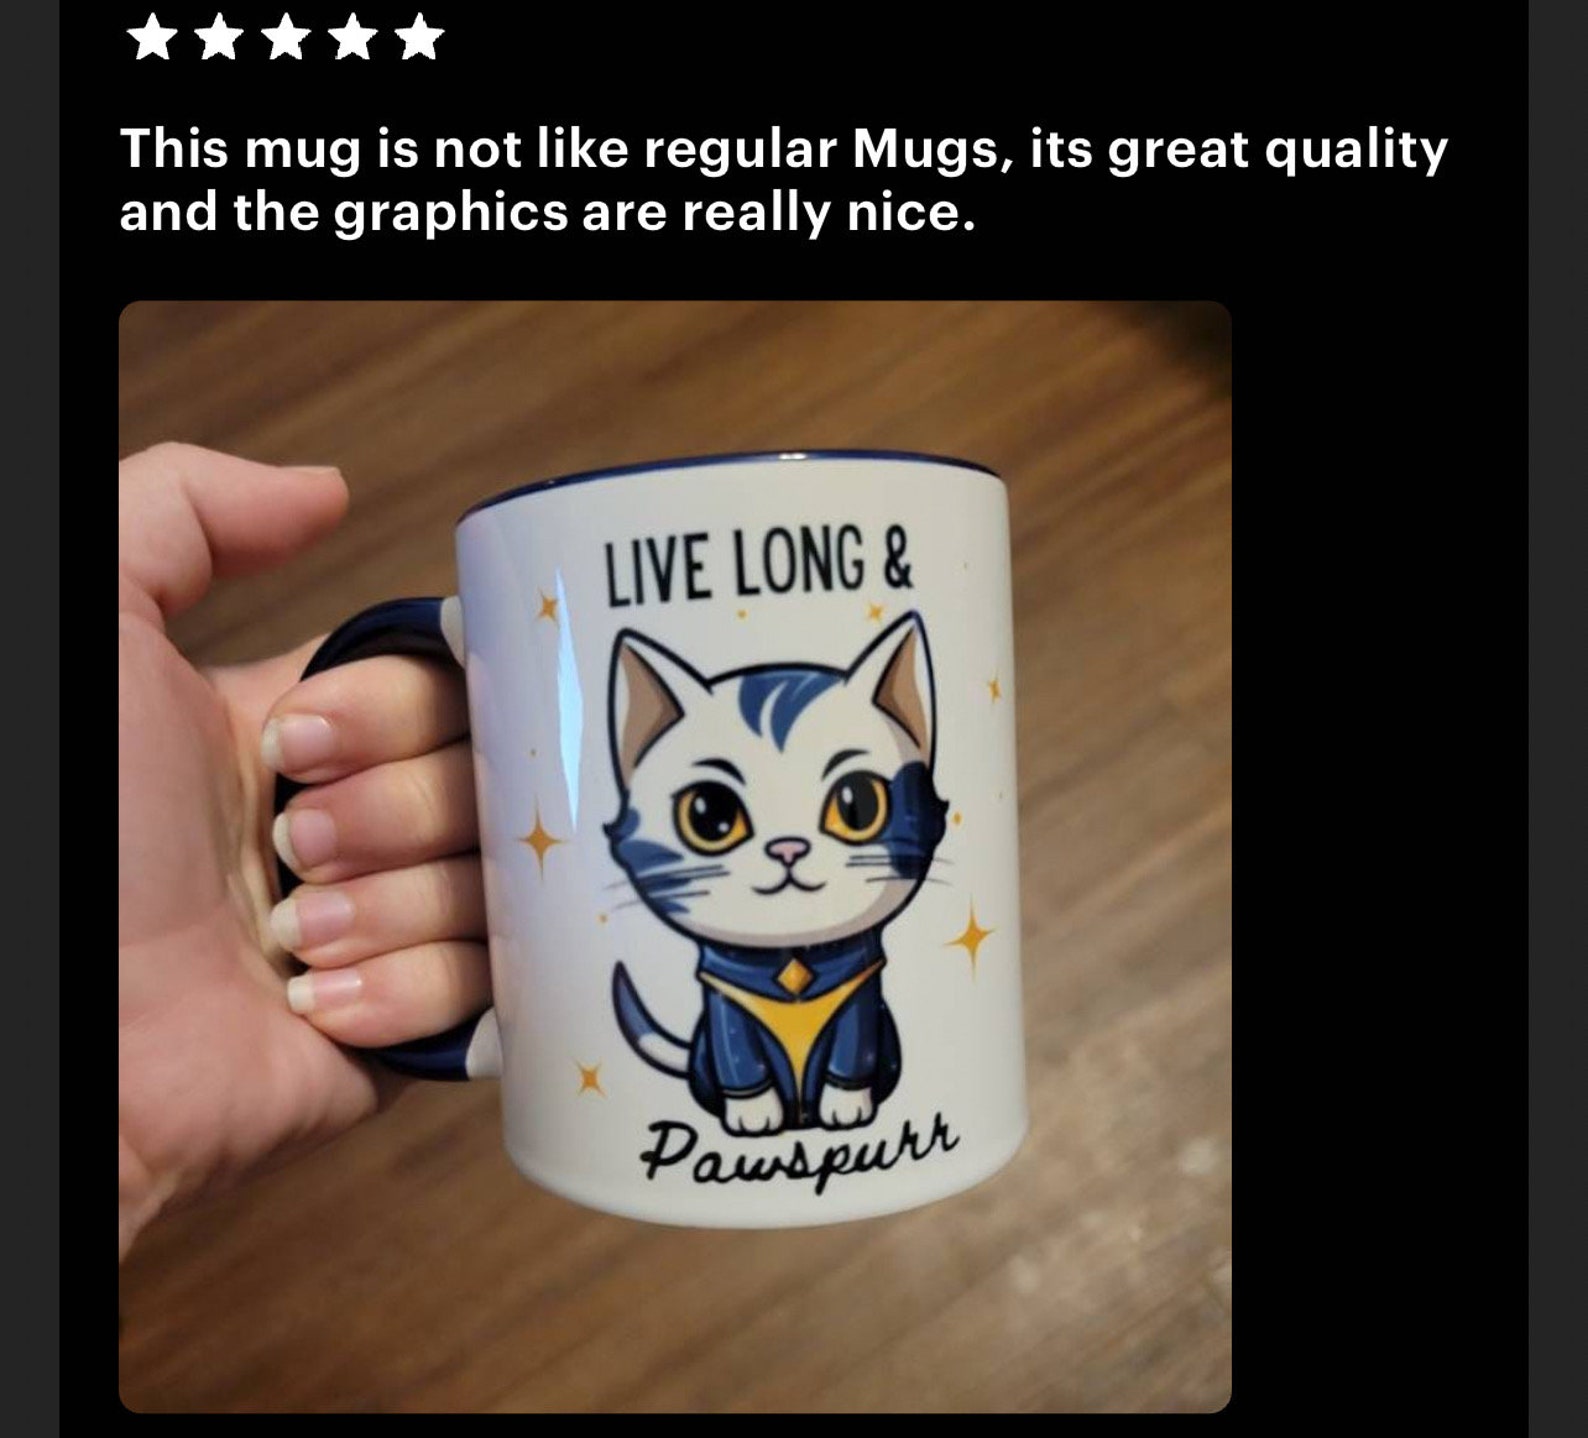 This mug is not like regular Mugs, its great quality
and the graphics are really nice.
LIVE LONG &
Pawspurr